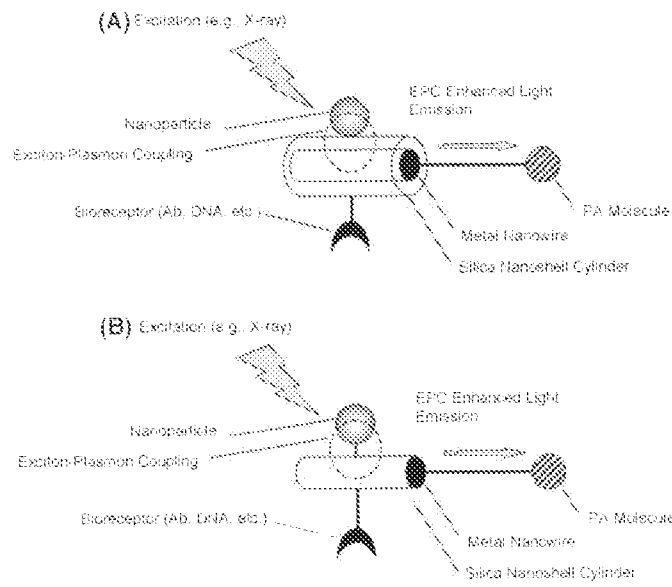 (A) Excitation (e.g., X-ray)
EPC Enhanced Light
Emission
Nanoparticle
Exciton-Plasmon Coupling
Bioreceptor (Ab, DNA, etc.)
PA Molecule
Metal Nanowire
Silica Nanoshell Cylinder
(B) Excitation (e.g., X-ray)
EPC Enhanced Light
Emission
Nanoparticle
Exciton-Plasmon Coupling
Bioreceptor (Ab, DNA, etc.)
PA Molecule
Metal Nanowire
Silica Nanoshell Cylinder